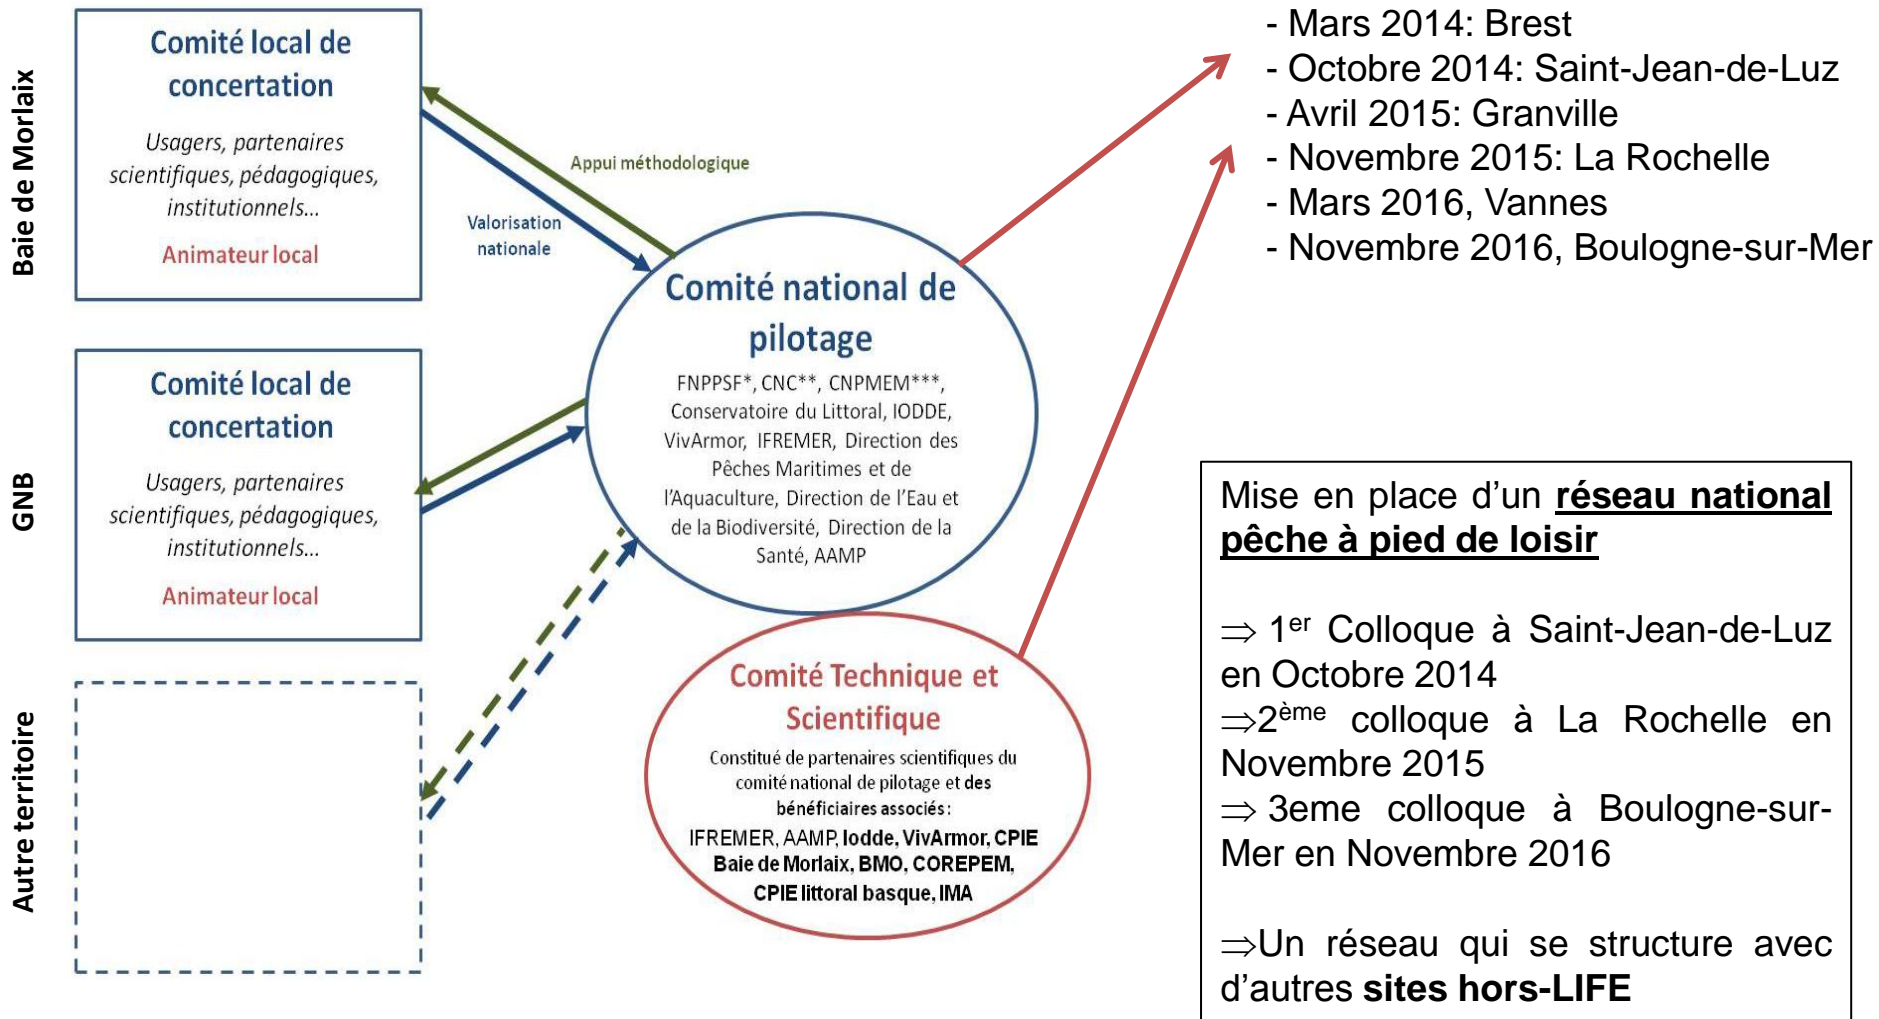 Baie de Morlaix
Comité local de
concertation
Usagers, partenaires
scientifiques, pédagogiques,
institutionnels...
Animateur local
Appui méthodologique
Valorisation
nationale
GNB
Comité local de
concertation
Usagers, partenaires
scientifiques, pédagogiques,
institutionnels...
Animateur local
Autre territoire
Comité national de
pilotage
FNPPSF*, CNC**, CNPMEM***,
Conservatoire du Littoral, IODDE,
VivArmor, IFREMER, Direction des
Pêches Maritimes et de
l'Aquaculture, Direction de l'Eau et
de la Biodiversité, Direction de la
Santé, AAMP
Comité Technique et
Scientifique
Constitué de partenaires scientifiques du
comité national de pilotage et des
bénéficiaires associés :
IFREMER, AAMP, Iodde, VivArmor, CPIE
Baie de Morlaix, BMO, COREPEM,
CPIE littoral basque, IMA
- Mars 2014: Brest
- Octobre 2014: Saint-Jean-de-Luz
- Avril 2015: Granville
- Novembre 2015: La Rochelle
- Mars 2016, Vannes
- Novembre 2016, Boulogne-sur-Mer
Mise en place d'un réseau national
pêche à pied de loisir
⇒ 1er Colloque à Saint-Jean-de-Luz
en Octobre 2014
⇒2ème colloque à La Rochelle en
Novembre 2015
⇒ 3eme colloque à Boulogne-sur-
Mer en Novembre 2016
⇒Un réseau qui se structure avec
d'autres sites hors-LIFE